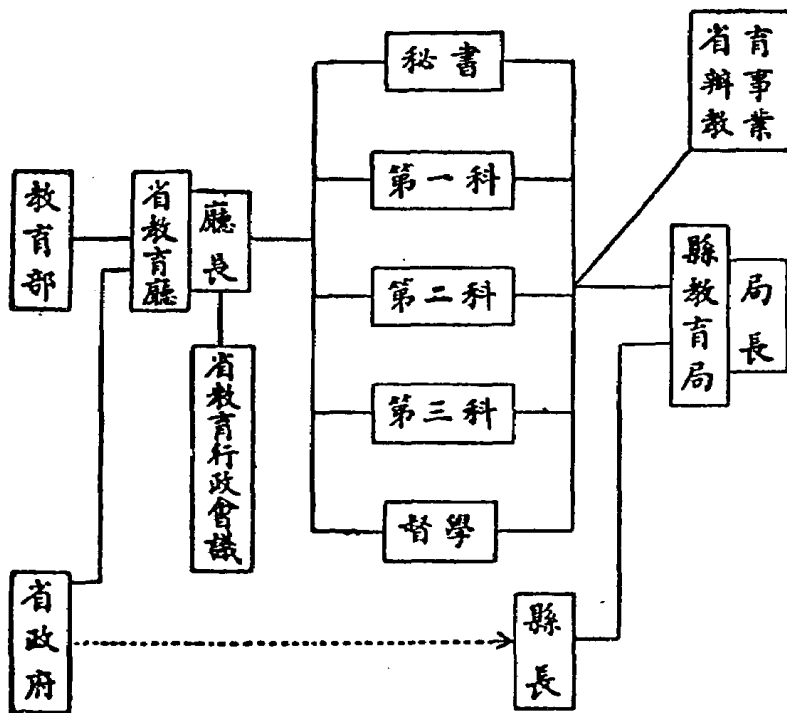 教育部
省教育廳
廳長
省教育行政會議
省政府
秘書
第一科
第二科
第三科
督學
省辦教
育事業
縣教育局
局長
縣長